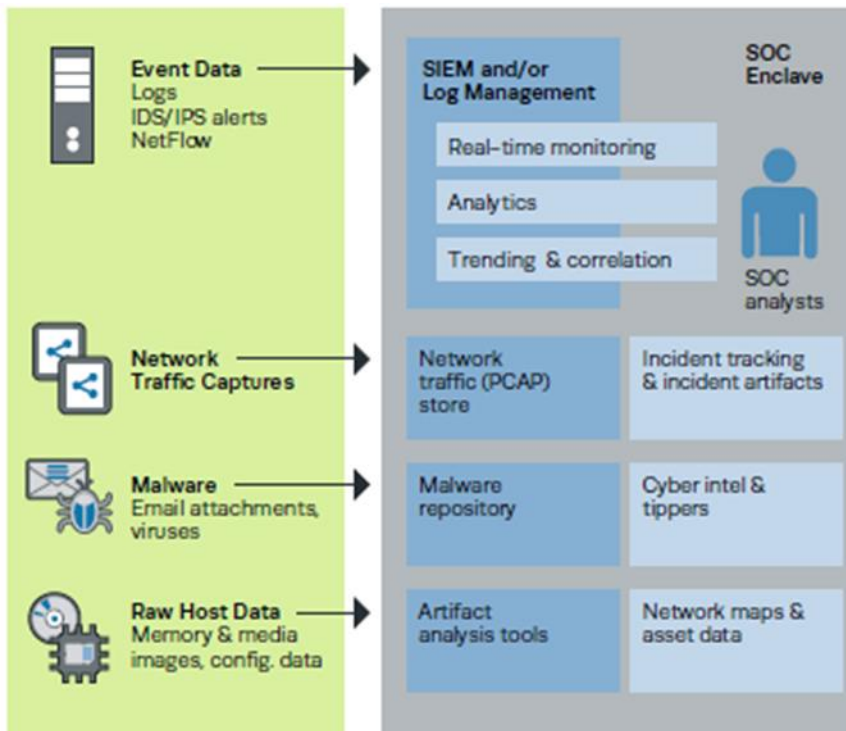 Event Data
Logs
IDS/IPS alerts
NetFlow
SIEM and/or
Log Management
SOC
Enclave
Real-time monitoring
Analytics
Trending & correlation
SOC
analysts
Network
Traffic Captures
Network
traffic (PCAP)
store
Incident tracking
& incident artifacts
Malware
Email attachments,
viruses
Malware
repository
Cyber intel &
tippers
Raw Host Data
Memory & media
images, config. data
Artifact
analysis tools
Network maps &
asset data